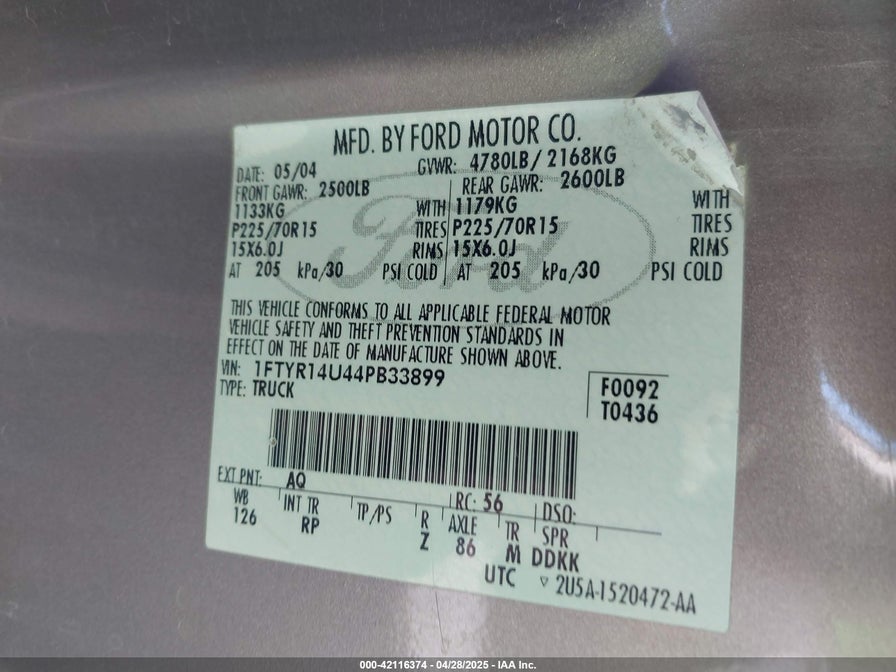 MFD. BY FORD MOTOR CO.
DATE: 05/04 GVWR: 4780LB/ 2168KG
FRONT GAWR: 2500LB REAR GAWR: 2600LB
1133KG WITH 1179KG WITH
P225/70R15 TIRES P225/70R15 TIRES
15X6.0J RIMS 15X6.0J RIMS
AT 205 kPa/30 PSI COLD AT 205 kPa/30 PSI COLD
Ford
THIS VEHICLE CONFORMS TO ALL APPLICABLE FEDERAL MOTOR
VEHICLE SAFETY AND THEFT PREVENTION STANDARDS IN
EFFECT ON THE DATE OF MANUFACTURE SHOWN ABOVE.
VIN: 1FTYR14U44PB33899
TYPE: TRUCK
F0092
T0436
EXT PNT: AQ RC: 56 DSO:
WB INT TR TP/PS R AXLE TR SPR
126 RP Z 86 M DDKK
UTC ▽ 2U5A-1520472-AA
000-42116374 - 04/28/2025 - IAA Inc.